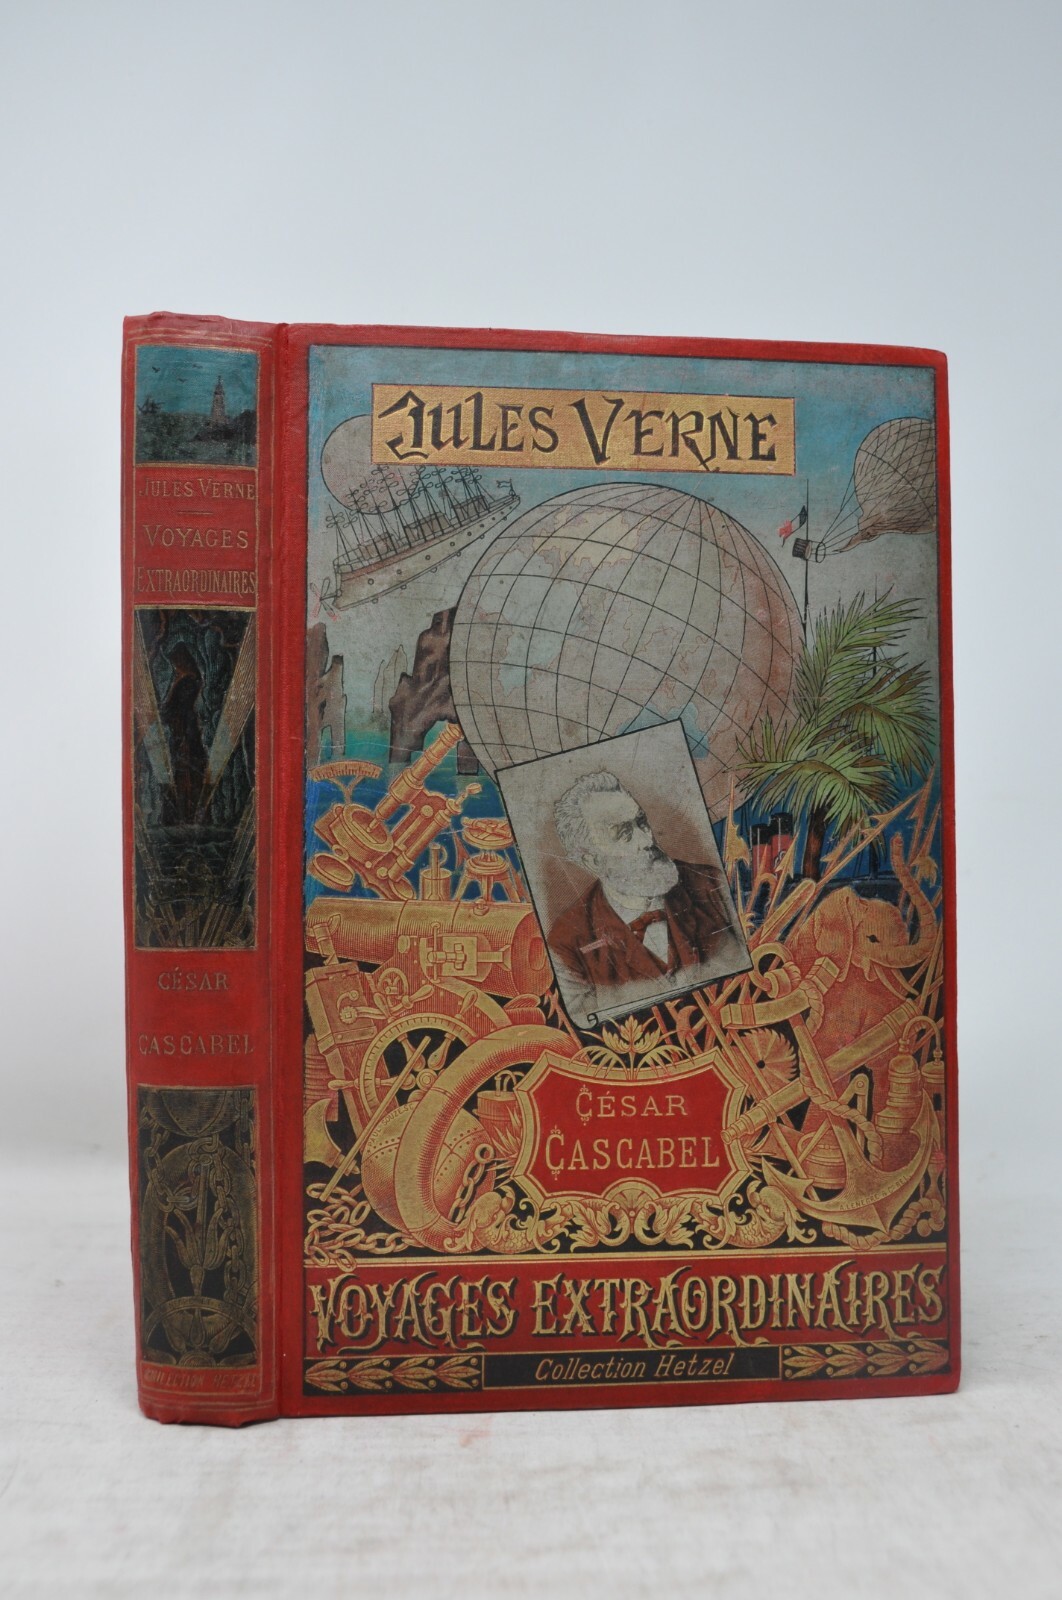 JULES VERNE
VOYAGES
EXTRAORDINAIRES
CÉSAR
CASCABEL
COLLECTION HETZEL
JULES VERNE
CÉSAR
CASCABEL
VOYAGES EXTRAORDINAIRES
Collection Hetzel